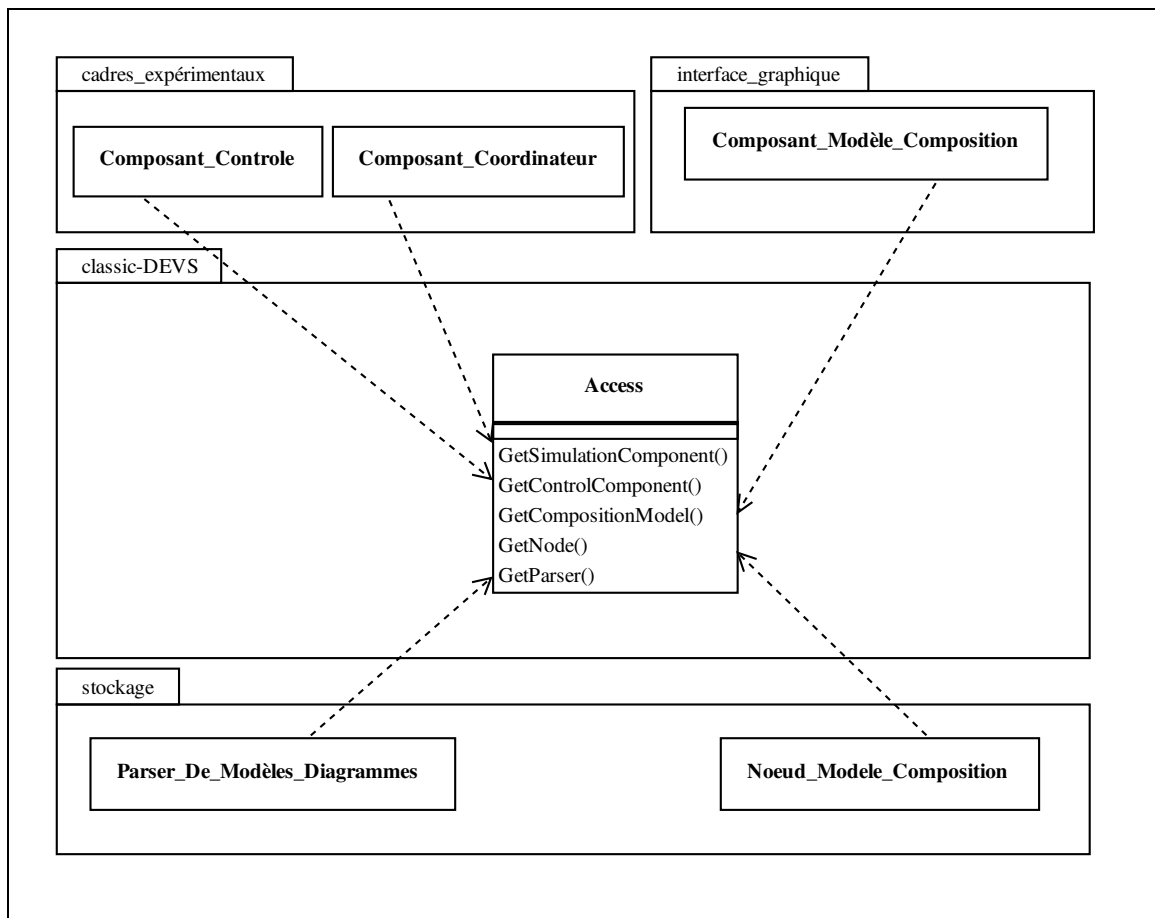 cadres_expérimentaux
interface_graphique
Composant_Controle
Composant_Coordinateur
Composant_Modèle_Composition
classic-DEVS
Access
GetSimulationComponent()
GetControlComponent()
GetCompositionModel()
GetNode()
GetParser()
stockage
Parser_De_Modèles_Diagrammes
Noeud_Modele_Composition